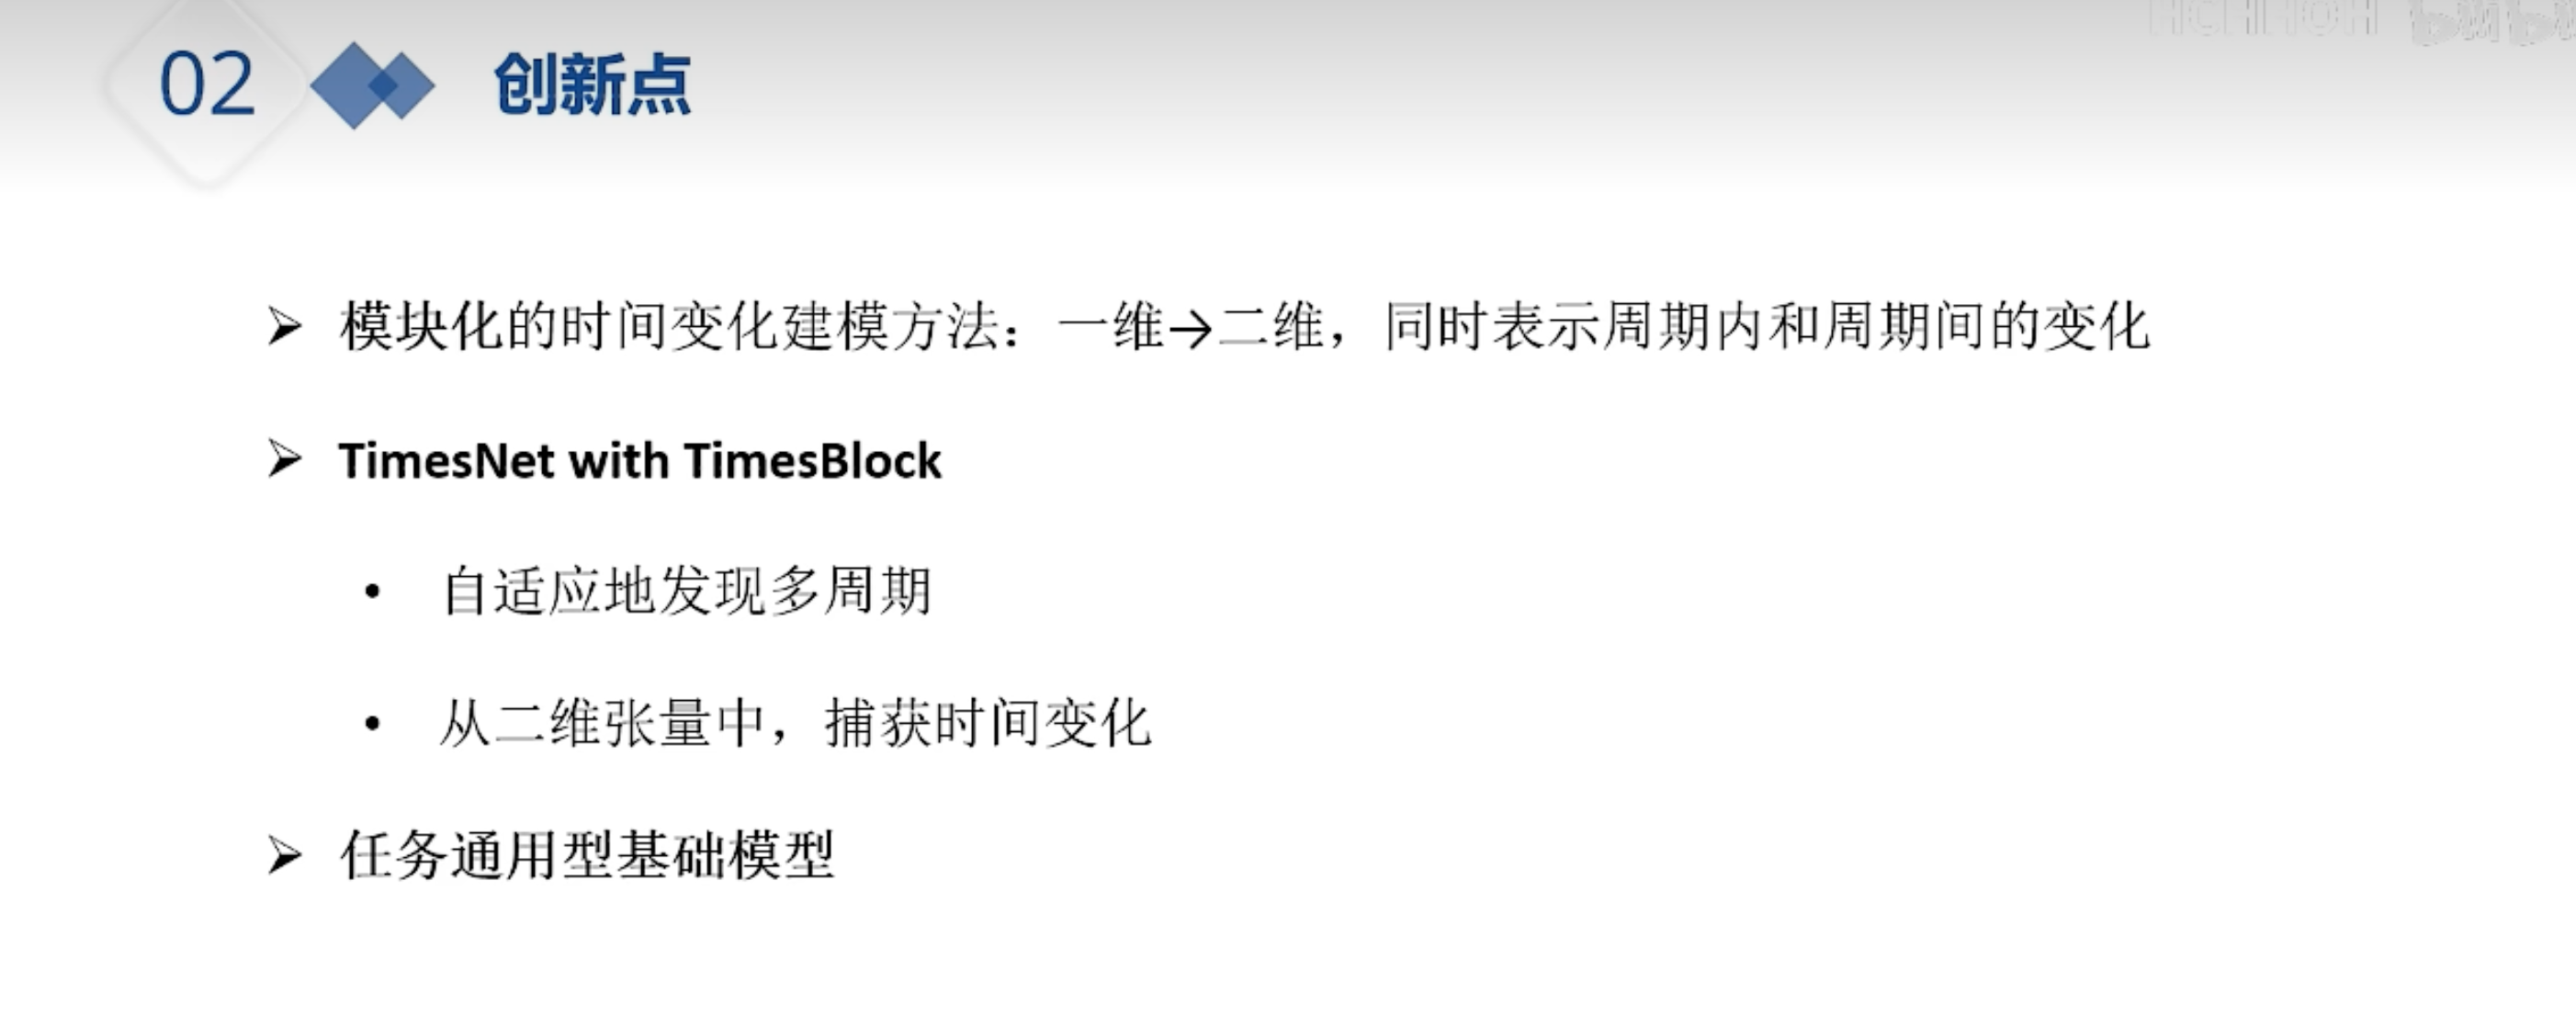 02 创新点
➢ 模块化的时间变化建模方法：一维→二维，同时表示周期内和周期间的变化
➢ TimesNet with TimesBlock
• 自适应地发现多周期
• 从二维张量中，捕获时间变化
➢ 任务通用型基础模型